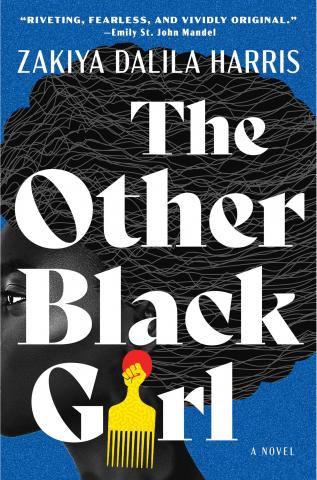 “RIVETING, FEARLESS, AND VIVIDLY ORIGINAL.”
—Emily St. John Mandel
ZAKIYA DALILA HARRIS
The
Other
Black
Girl
A NOVEL